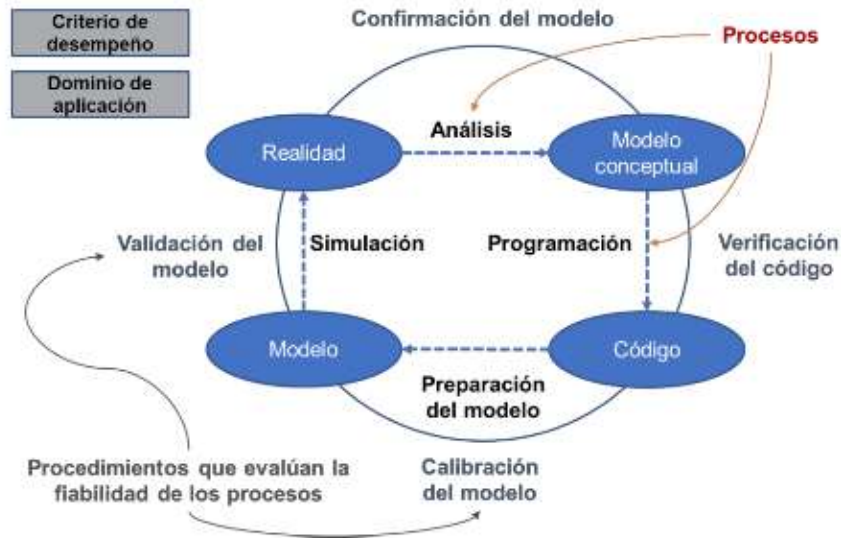 Criterio de
desempeño
Dominio de
aplicación
Confirmación del modelo
Procesos
Análisis
Realidad
Modelo
conceptual
Validación del
modelo
Simulación
Programación
Verificación
del código
Modelo
Código
Preparación
del modelo
Procedimientos que evalúan la
fiabilidad de los procesos
Calibración
del modelo